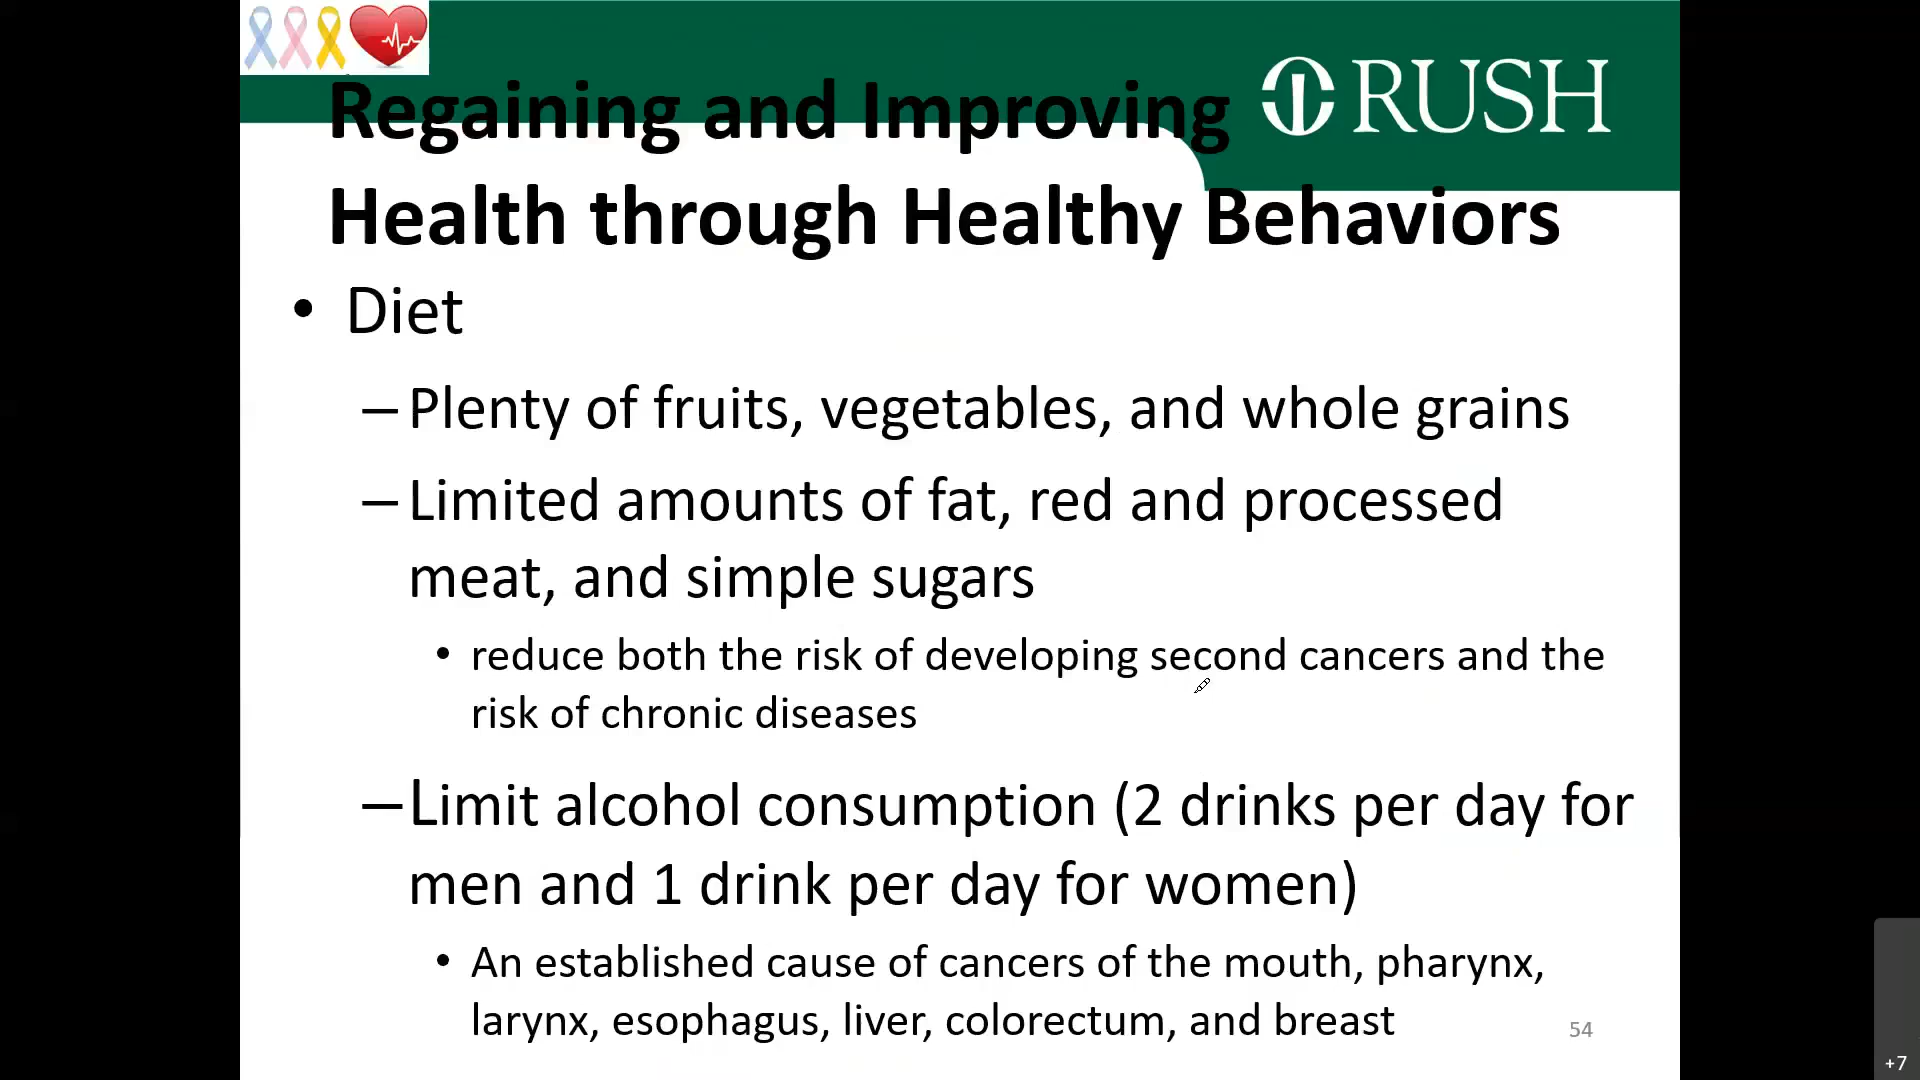 RUSH
Regaining and Improving
Health through Healthy Behaviors
• Diet
– Plenty of fruits, vegetables, and whole grains
– Limited amounts of fat, red and processed
meat, and simple sugars
• reduce both the risk of developing second cancers and the
risk of chronic diseases
– Limit alcohol consumption (2 drinks per day for
men and 1 drink per day for women)
• An established cause of cancers of the mouth, pharynx,
larynx, esophagus, liver, colorectum, and breast
54
+7